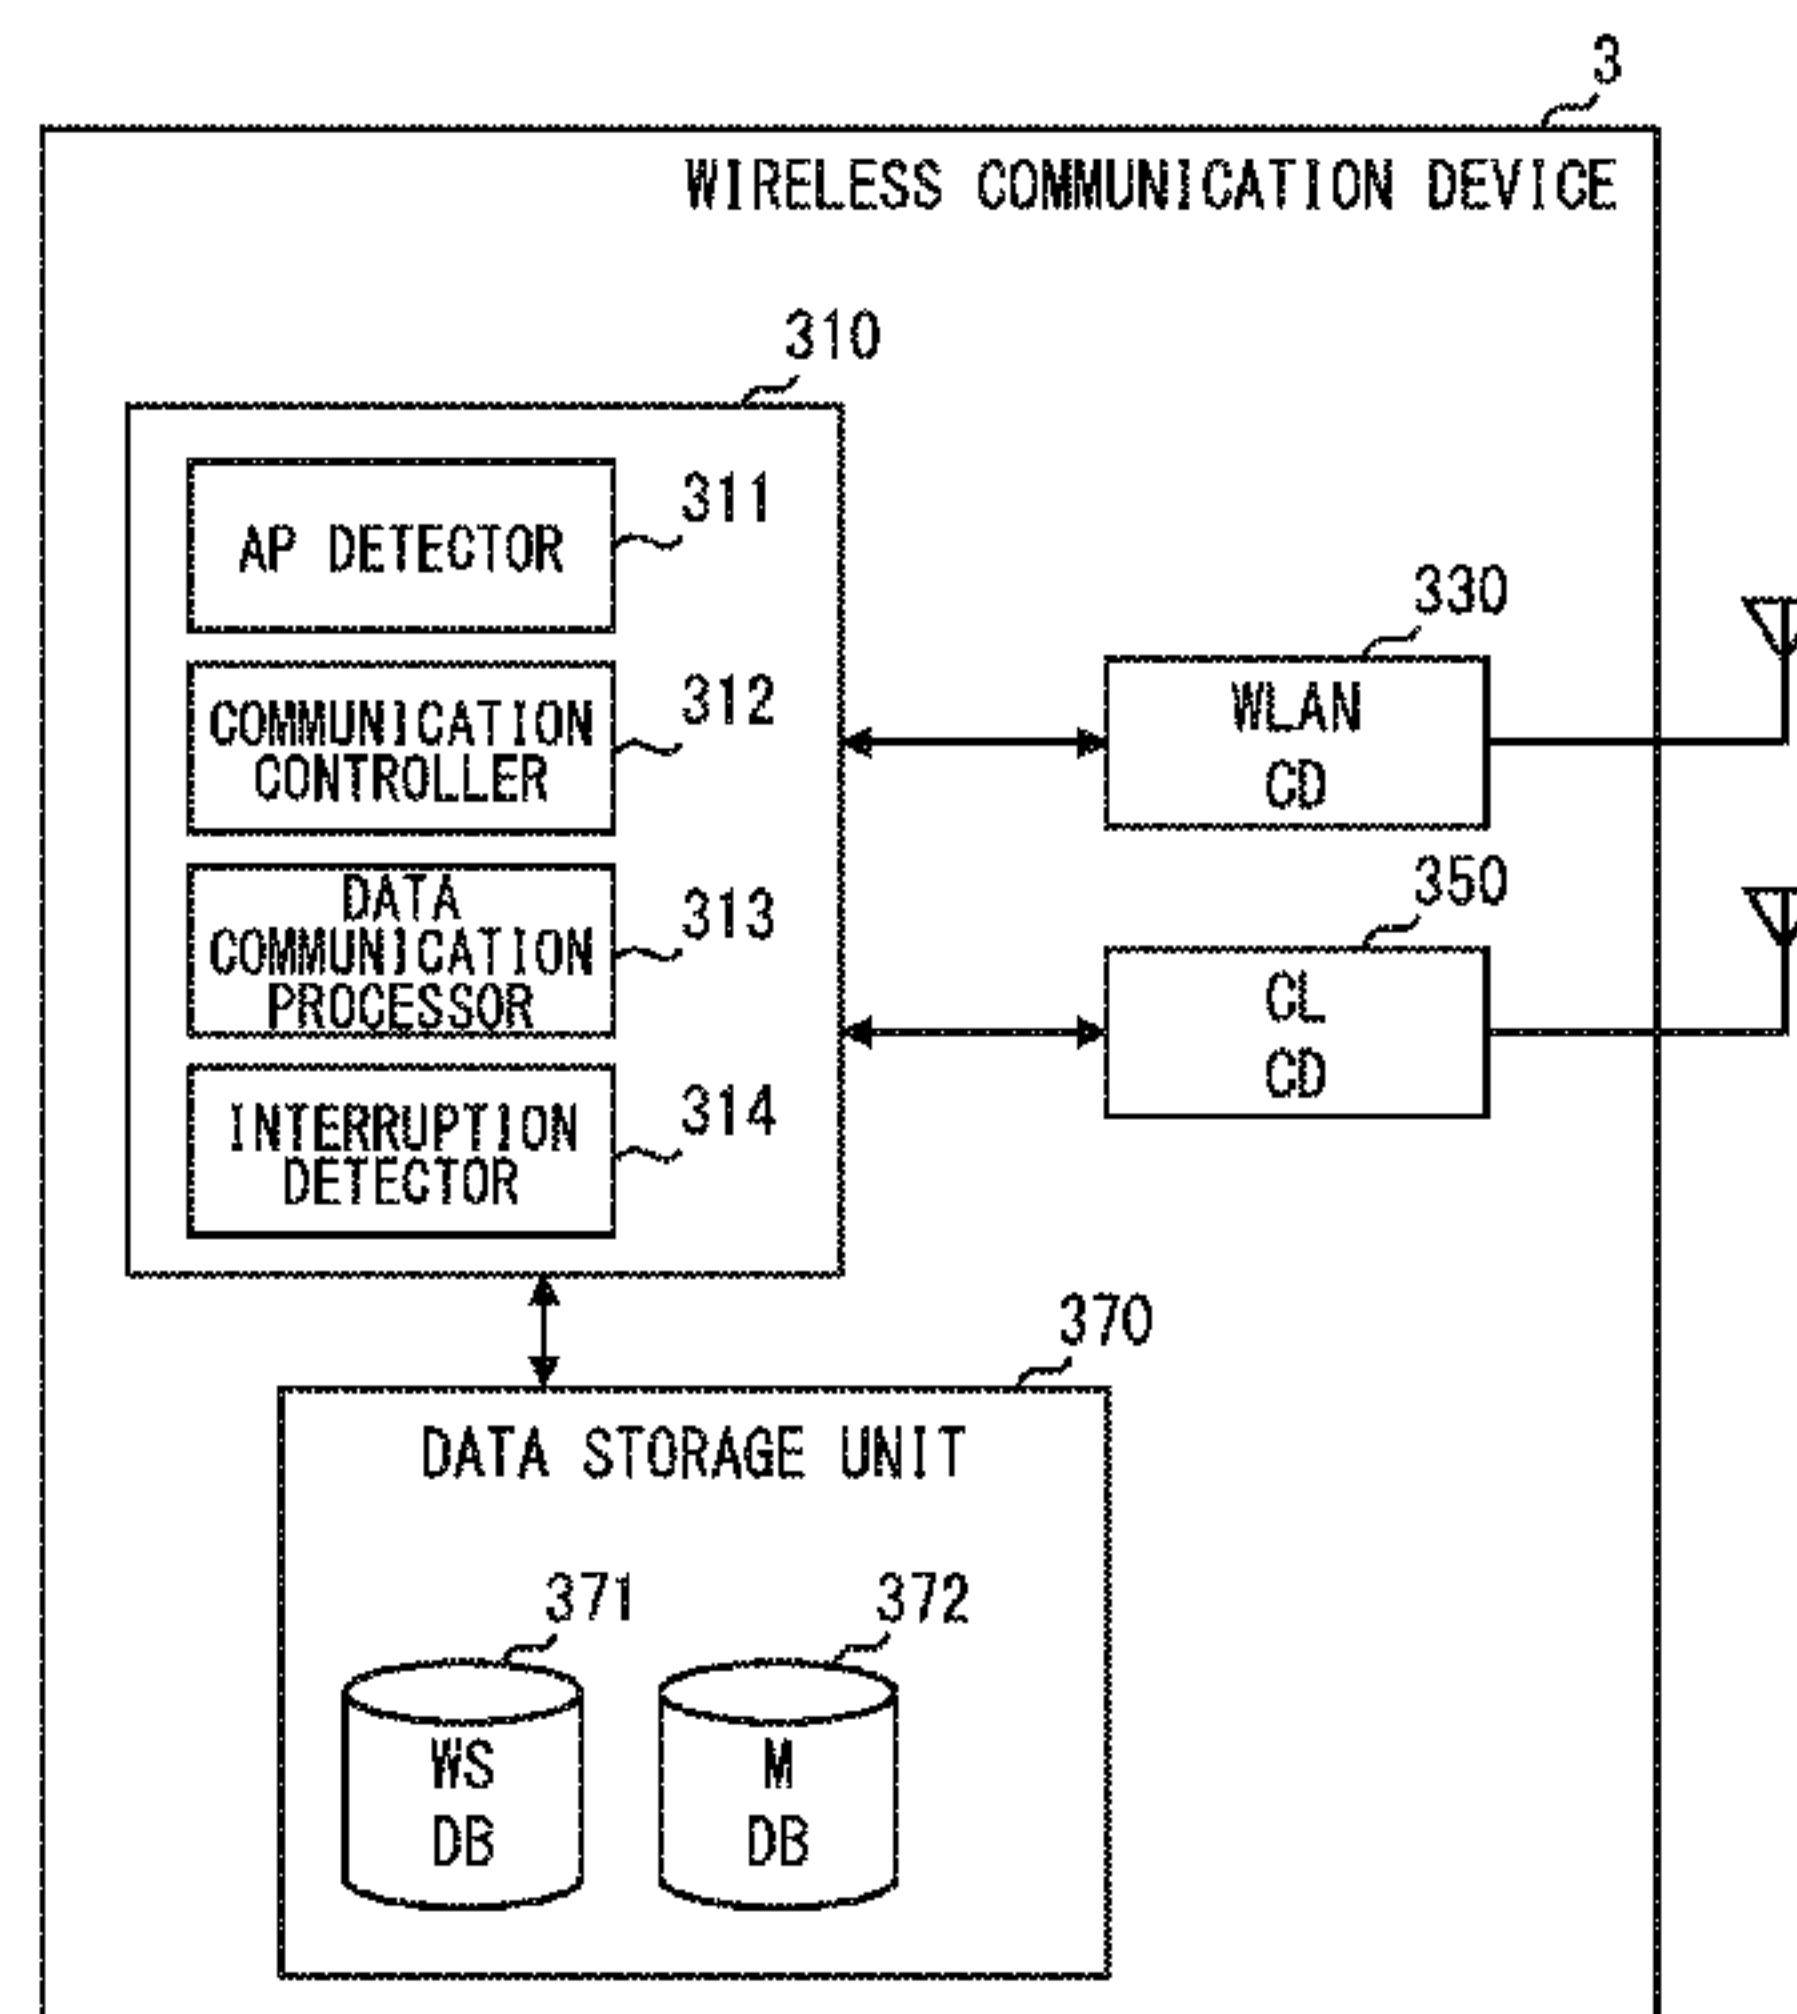 3
WIRELESS COMMUNICATION DEVICE
310
AP DETECTOR
311
COMMUNICATION
CONTROLLER
312
DATA
COMMUNICATION
PROCESSOR
313
INTERRUPTION
DETECTOR
314
330
WLAN
CD
350
CL
CD
370
DATA STORAGE UNIT
371
WS
DB
372
M
DB